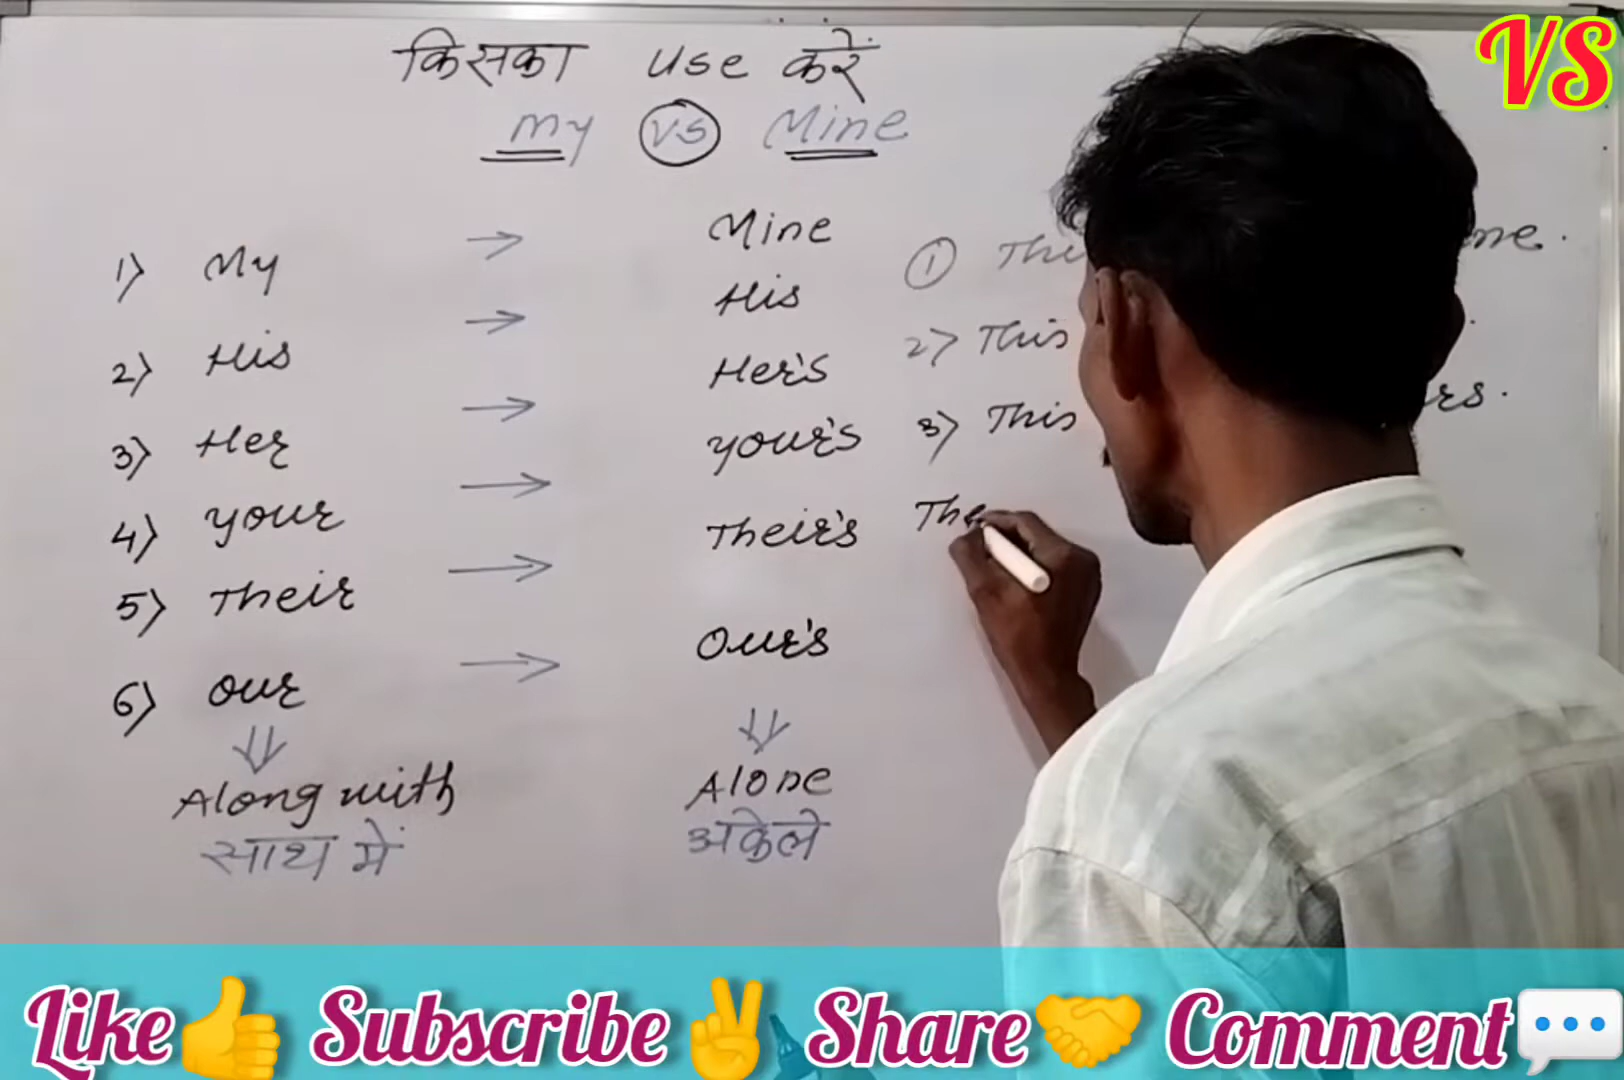 VS
किसका use करें
My VS Mine
1) My → Mine
2) His → His
3) Her → Her's
4) your → your's
5) Their → Their's
6) our → Our's
Along with
साथ में
Alone
अकेले
①
2) This
3) This
The
Like Subscribe Share Comment